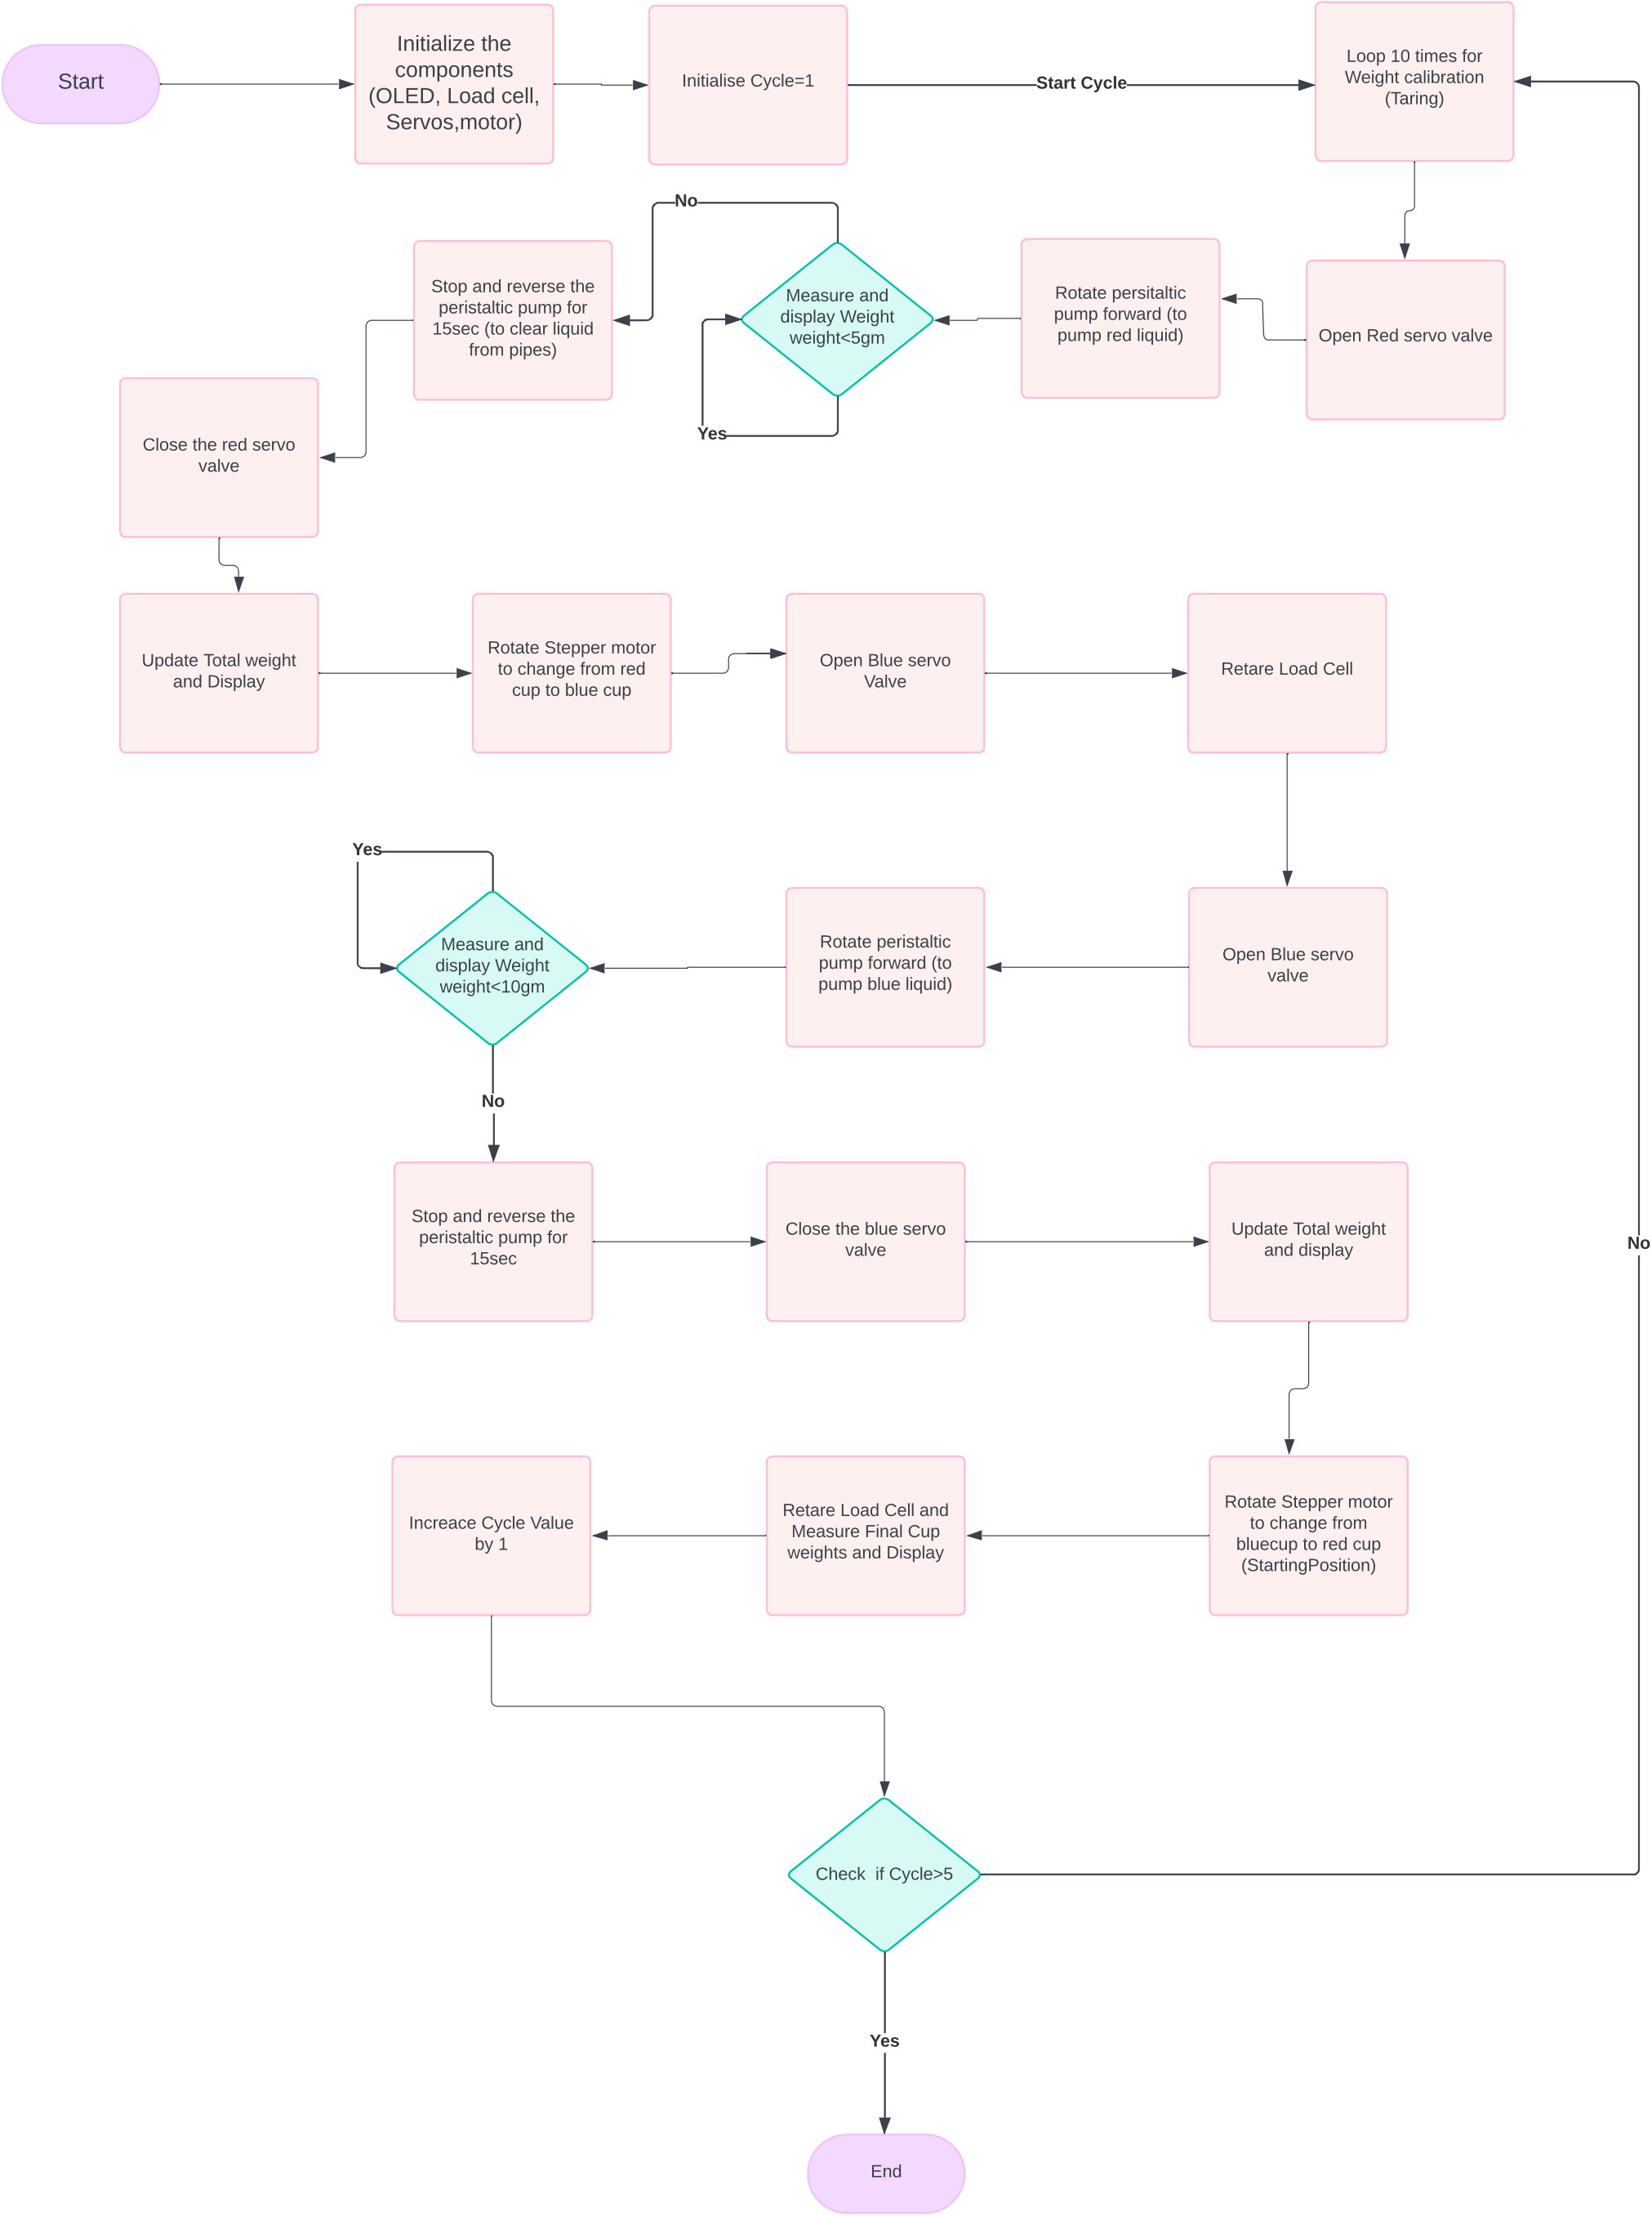 Start
Initialize the
components
(OLED, Load cell,
Servos,motor)
Initialise Cycle=1
Start Cycle
Loop 10 times for
Weight calibration
(Taring)
Open Red servo valve
Rotate persitaltic
pump forward (to
pump red liquid)
Measure and
display Weight
weight<5gm
Yes
No
Stop and reverse the
peristaltic pump for
15sec (to clear liquid
from pipes)
Close the red servo
valve
Update Total weight
and Display
Rotate Stepper motor
to change from red
cup to blue cup
Open Blue servo
Valve
Retare Load Cell
Open Blue servo
valve
Rotate peristaltic
pump forward (to
pump blue liquid)
Measure and
display Weight
weight<10gm
Yes
No
Stop and reverse the
peristaltic pump for
15sec
Close the blue servo
valve
Update Total weight
and display
Rotate Stepper motor
to change from
bluecup to red cup
(StartingPosition)
Retare Load Cell and
Measure Final Cup
weights and Display
Increace Cycle Value
by 1
Check  if Cycle>5
No
Yes
End